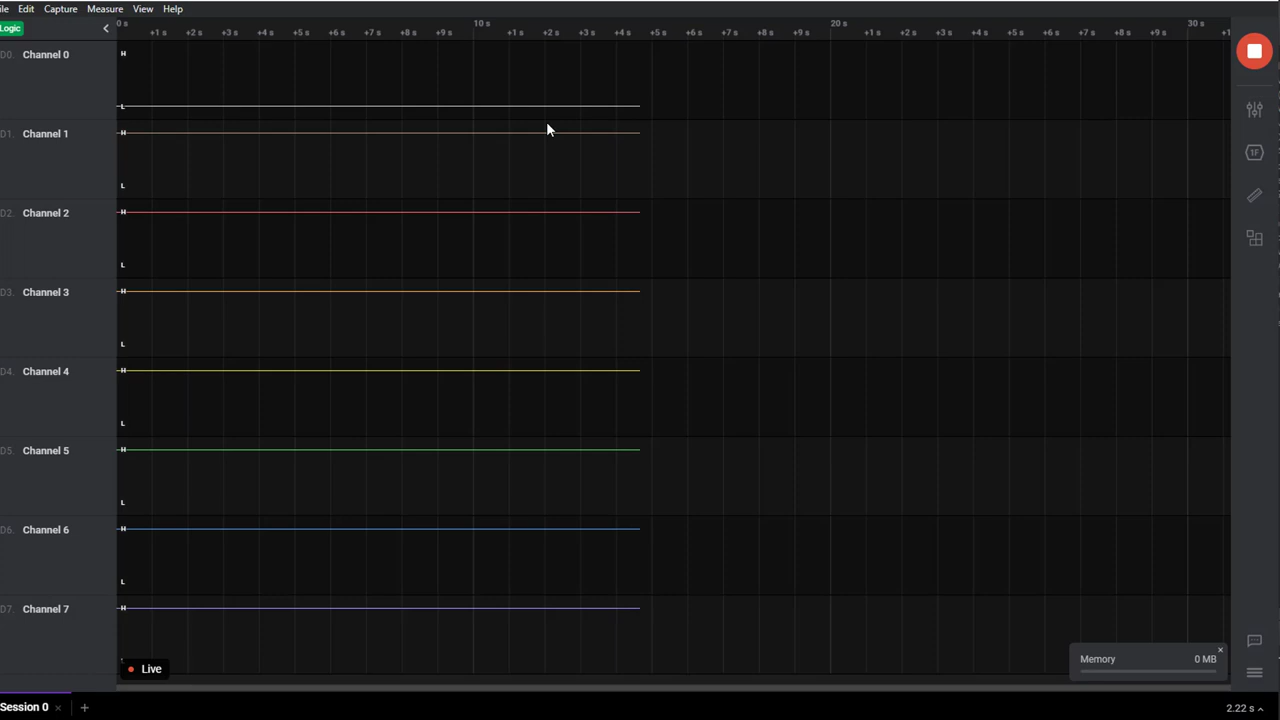 ile Edit Capture Measure View Help
Logic
0 s 10 s 20 s 30 s
+1 s +2 s +3 s +4 s +5 s +6 s +7 s +8 s +9 s +1 s +2 s +3 s +4 s +5 s +6 s +7 s +8 s +9 s +1 s +2 s +3 s +4 s +5 s +6 s +7 s +8 s +9 s +1
D0. Channel 0 H
L
D1. Channel 1 H
L
D2. Channel 2 H
L
D3. Channel 3 H
L
D4. Channel 4 H
L
D5. Channel 5 H
L
D6. Channel 6 H
L
D7. Channel 7 H
Live
Memory 0 MB
Session 0
2.22 s
1F